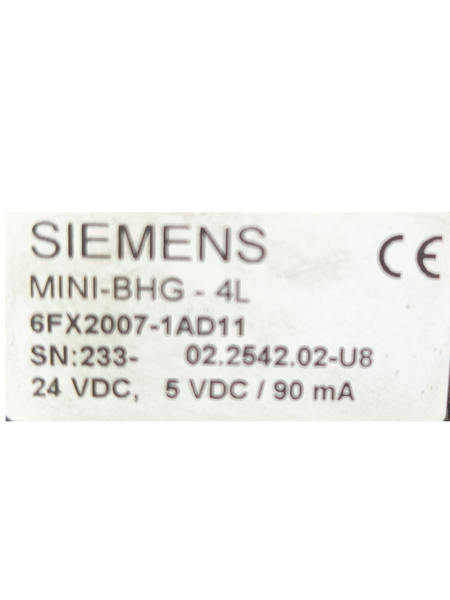 SIEMENS
CE
MINI-BHG - 4L
6FX2007-1AD11
SN:233- 02.2542.02-U8
24 VDC, 5 VDC / 90 mA